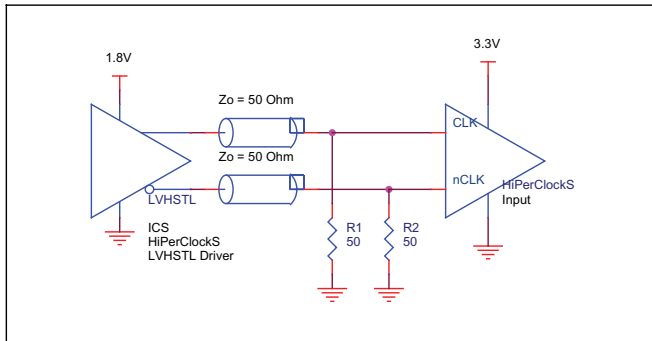 1.8V
3.3V
Zo = 50 Ohm
CLK
Zo = 50 Ohm
nCLK
LVHSTL
HiPerClockS
Input
ICS
HiPerClockS
LVHSTL Driver
R1
50
R2
50